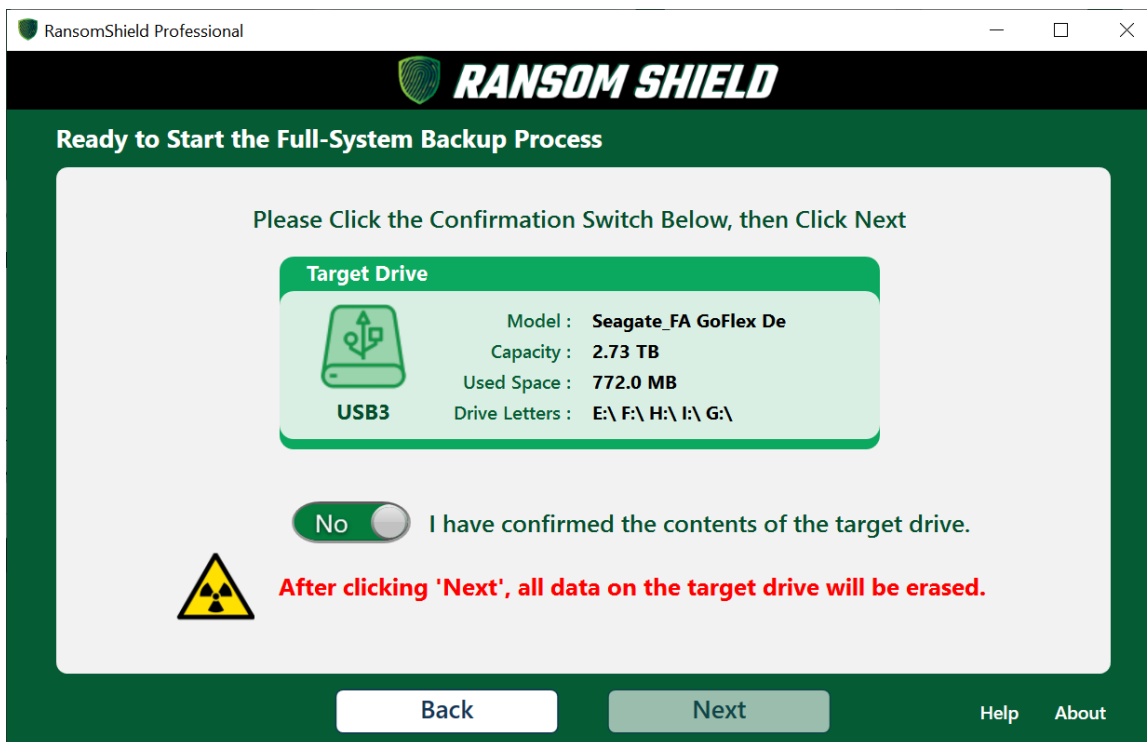 RansomShield Professional
RANSOM SHIELD
Ready to Start the Full-System Backup Process
Please Click the Confirmation Switch Below, then Click Next
Target Drive
Model : Seagate_FA GoFlex De
Capacity : 2.73 TB
Used Space : 772.0 MB
USB3
Drive Letters : E:\ F:\ H:\ I:\ G:\
No
I have confirmed the contents of the target drive.
After clicking 'Next', all data on the target drive will be erased.
Back
Next
Help
About